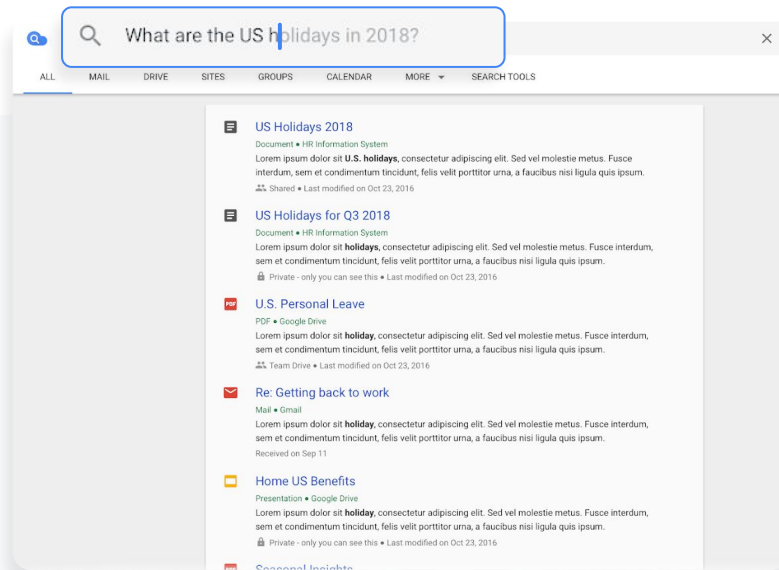 What are the US holidays in 2018?
ALL MAIL DRIVE SITES GROUPS CALENDAR MORE SEARCH TOOLS
US Holidays 2018
Document • HR Information System
Lorem ipsum dolor sit U.S. holidays, consectetur adipiscing elit. Sed vel molestie metus. Fusce
interdum, sem et condimentum tincidunt, felis velit porttitor urna, a faucibus nisi ligula quis ipsum.
Shared • Last modified on Oct 23, 2016
US Holidays for Q3 2018
Document • HR Information System
Lorem ipsum dolor sit holidays, consectetur adipiscing elit. Sed vel molestie metus. Fusce interdum,
sem et condimentum tincidunt, felis velit porttitor urna, a faucibus nisi ligula quis ipsum.
Private - only you can see this • Last modified on Oct 23, 2016
PDF
U.S. Personal Leave
PDF • Google Drive
Lorem ipsum dolor sit holiday, consectetur adipiscing elit. Sed vel molestie metus. Fusce interdum,
sem et condimentum tincidunt, felis velit porttitor urna, a faucibus nisi ligula quis ipsum.
Team Drive • Last modified on Oct 23, 2016
Re: Getting back to work
Mail • Gmail
Lorem ipsum dolor sit holiday, consectetur adipiscing elit. Sed vel molestie metus. Fusce interdum,
sem et condimentum tincidunt, felis velit porttitor urna, a faucibus nisi ligula quis ipsum.
Received on Sep 11
Home US Benefits
Presentation • Google Drive
Lorem ipsum dolor sit holiday, consectetur adipiscing elit. Sed vel molestie metus. Fusce interdum,
sem et condimentum tincidunt, felis velit porttitor urna, a faucibus nisi ligula quis ipsum.
Private - only you can see this • Last modified on Oct 23, 2016
Seasonal Insights